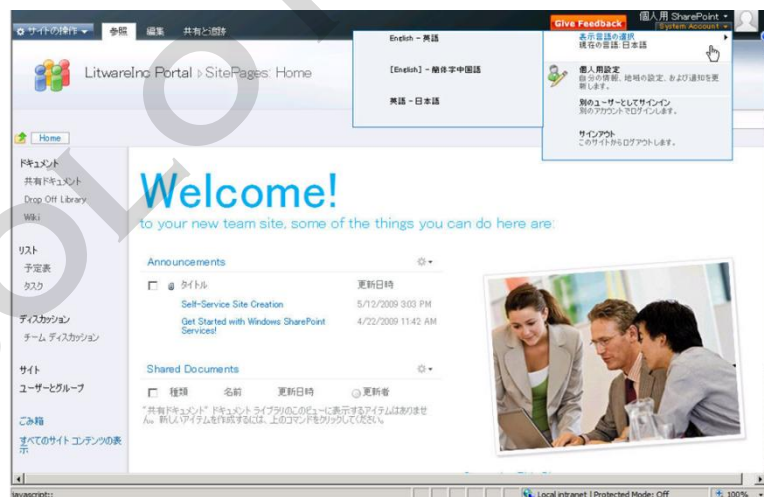 Give Feedback
個人用 SharePoint
System Account
サイトの操作
参照
編集
共有と追跡
English - 英語
[English] - 簡体字中国語
英語 - 日本語
表示言語の選択
現在の言語: 日本語
個人用設定
自分の情報、地域の設定、および通知を更
新します。
別のユーザーとしてサインイン
別のアカウントでログインします。
サインアウト
このサイトからログアウトします。
LitwareInc Portal › SitePages: Home
Home
ドキュメント
共有ドキュメント
Drop Off Library
Wiki
リスト
予定表
タスク
ディスカッション
チーム ディスカッション
サイト
ユーザーとグループ
ごみ箱
すべてのサイト コンテンツの表
示
Welcome!
to your new team site, some of the things you can do here are:
Announcements
タイトル 更新日時
Self-Service Site Creation 5/12/2009 3:03 PM
Get Started with Windows SharePoint 4/22/2009 11:42 AM
Services!
Shared Documents
種類 名前 更新日時 更新者
"共有ドキュメント" ドキュメント ライブラリのこのビューに表示するアイテムはありませ
ん。新しいアイテムを作成するには、上のコマンドをクリックしてください。
javascript:;
Local intranet | Protected Mode: Off
100%